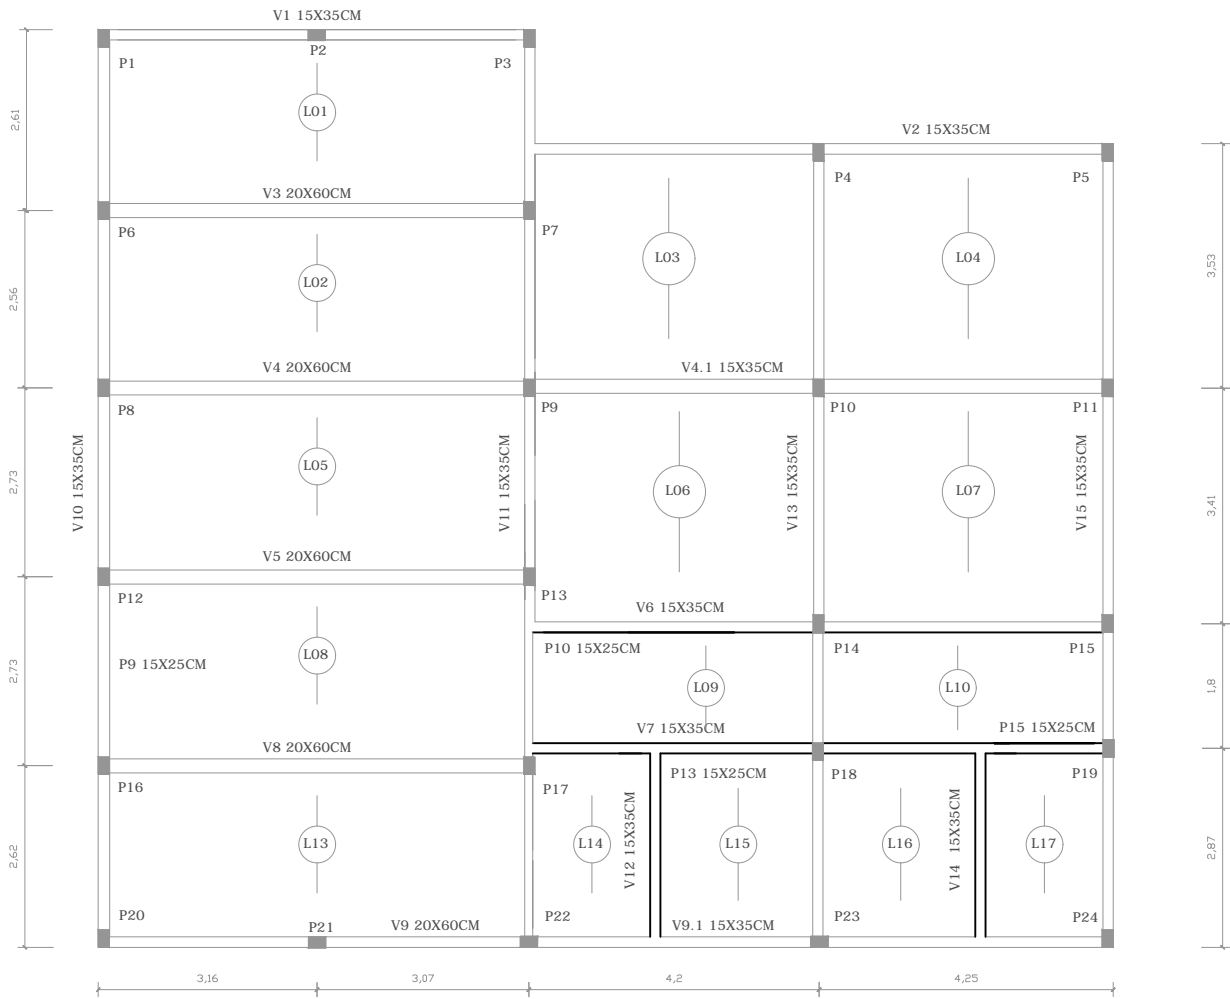 V1 15X35CM
P1
P2
P3
L01
2,61
V2 15X35CM
V3 20X60CM
P4
P5
P6
P7
L02
L03
L04
2,56
3,53
V4 20X60CM
V4.1 15X35CM
P8
P9
P10
P11
V10 15X35CM
L05
V11 15X35CM
L06
V13 15X35CM
L07
V15 15X35CM
2,73
3,41
V5 20X60CM
P12
P13
V6 15X35CM
P10 15X25CM
P14
P15
P9 15X25CM
L08
L09
L10
2,73
1,8
V7 15X35CM
P15 15X25CM
V8 20X60CM
P16
P17
P13 15X25CM
P18
P19
L13
L14
V12 15X35CM
L15
L16
V14 15X35CM
L17
2,62
2,87
P20
P21
V9 20X60CM
P22
V9.1 15X35CM
P23
P24
3,16
3,07
4,2
4,25